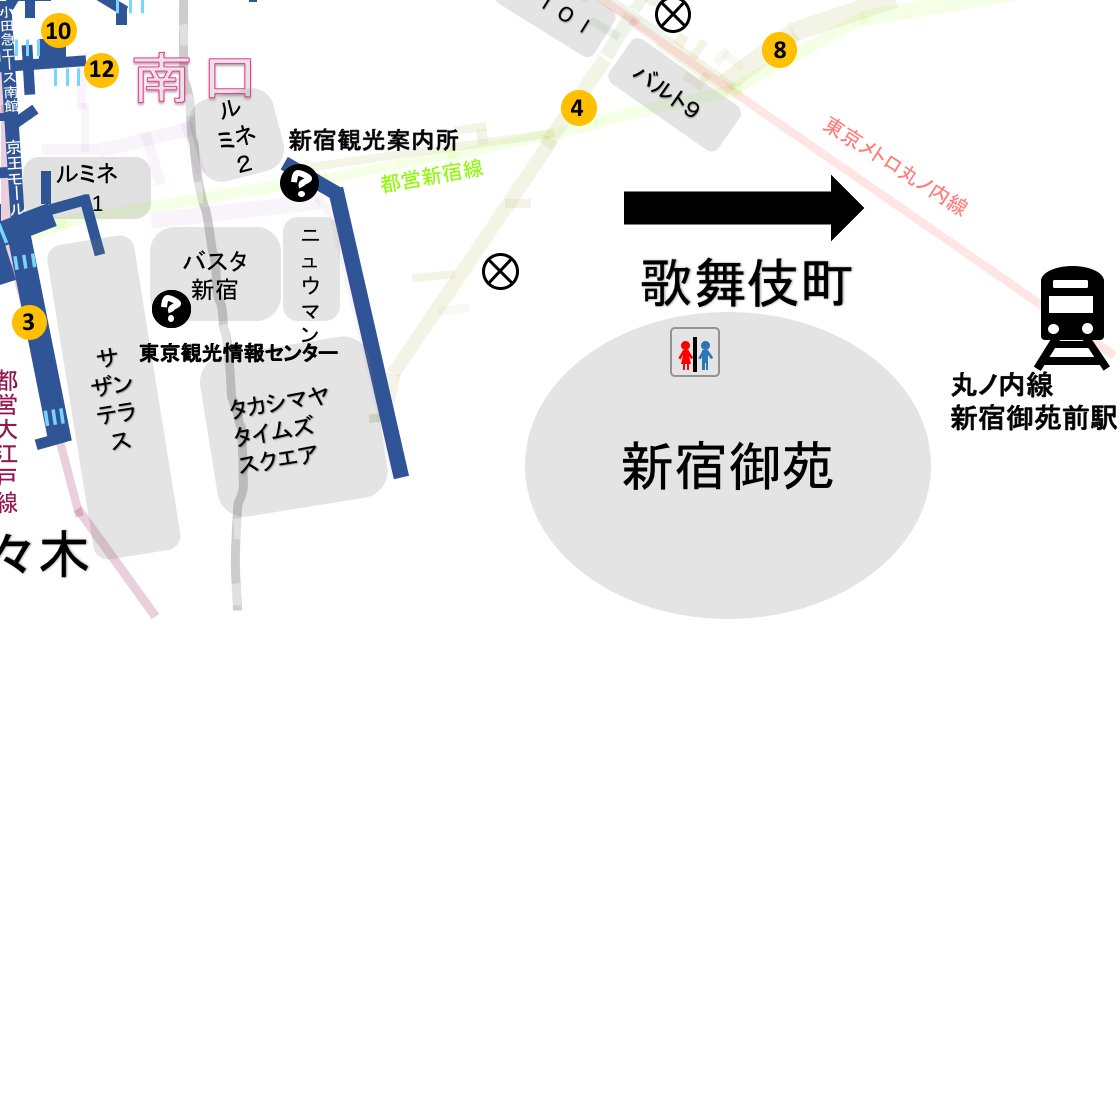 小田急エース南館
10
12
南口
ルミネ2
京王モール
ルミネ
1
新宿観光案内所
都営新宿線
4
8
バルト9
東京メトロ丸ノ内線
歌舞伎町
バスタ
新宿
ニュウマン
3
東京観光情報センター
サザンテラス
タカシマヤ
タイムズ
スクエア
都営大江戸線
新宿御苑
丸ノ内線
新宿御苑前駅
々木